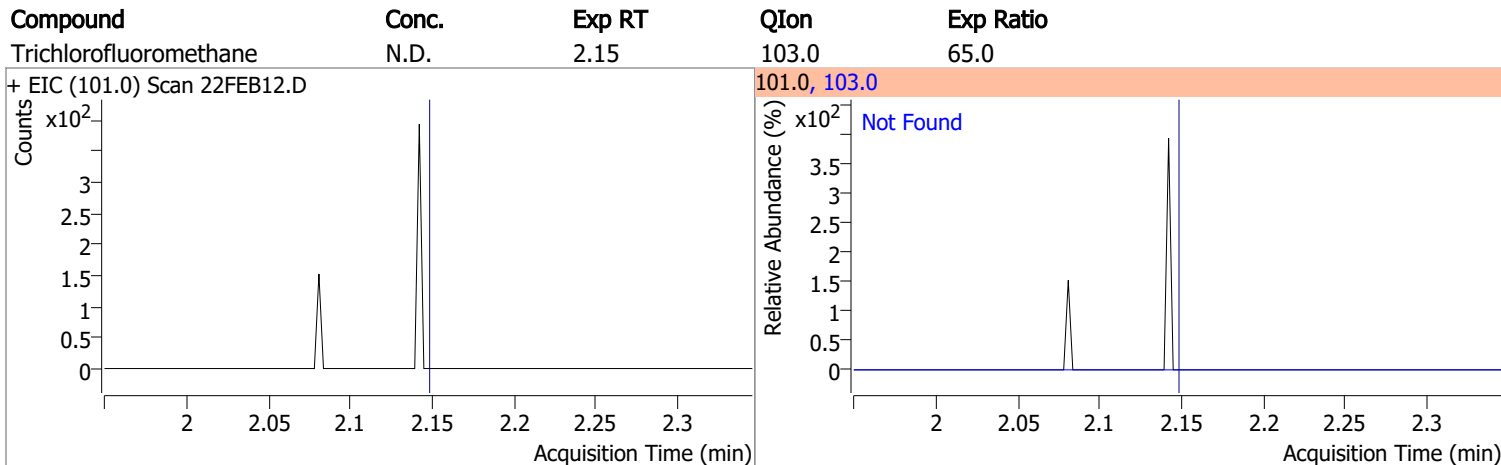 Compound Conc. Exp RT QIon Exp Ratio
Trichlorofluoromethane N.D. 2.15 103.0 65.0
+ EIC (101.0) Scan 22FEB12.D
Counts
x10²
3
2.5
2
1.5
1
0.5
0
2 2.05 2.1 2.15 2.2 2.25 2.3
Acquisition Time (min)
101.0, 103.0
Relative Abundance (%)
x10²
Not Found
3.5
3
2.5
2
1.5
1
0.5
0
2 2.05 2.1 2.15 2.2 2.25 2.3
Acquisition Time (min)